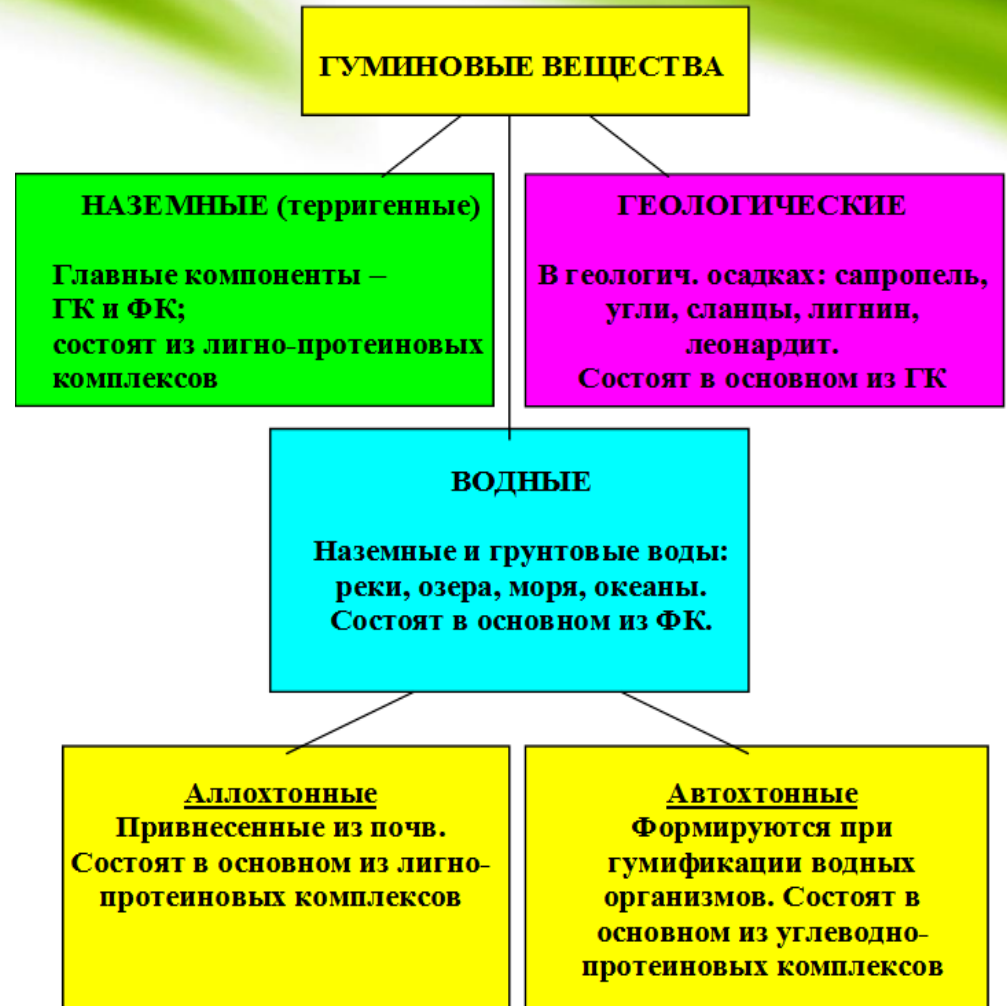 ГУМИНОВЫЕ ВЕЩЕСТВА
НАЗЕМНЫЕ (терригенные)
Главные компоненты –
ГК и ФК;
состоят из лигно-протеиновых
комплексов
ГЕОЛОГИЧЕСКИЕ
В геологич. осадках: сапропель,
угли, сланцы, лигнин,
леонардит.
Состоят в основном из ГК
ВОДНЫЕ
Наземные и грунтовые воды:
реки, озера, моря, океаны.
Состоят в основном из ФК.
Аллохтонные
Привнесенные из почв.
Состоят в основном из лигно-
протеиновых комплексов
Автохтонные
Формируются при
гумификации водных
организмов. Состоят в
основном из углеводно-
протеиновых комплексов